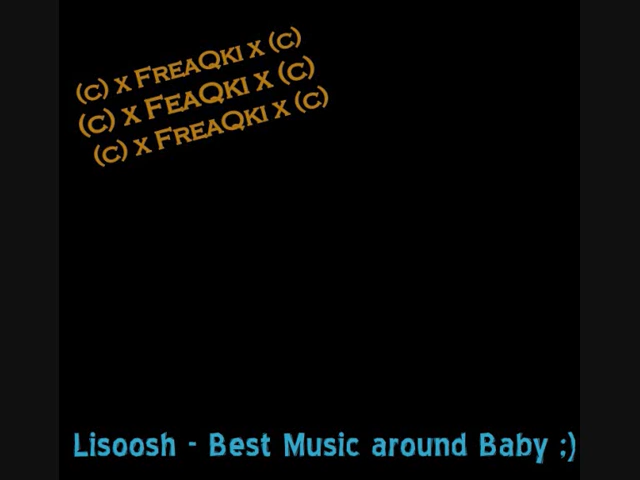 (c) x FreaQki x (c)
(c) x FeaQki x (c)
(c) x FreaQki x (c)
Lisoosh - Best Music around Baby ;)